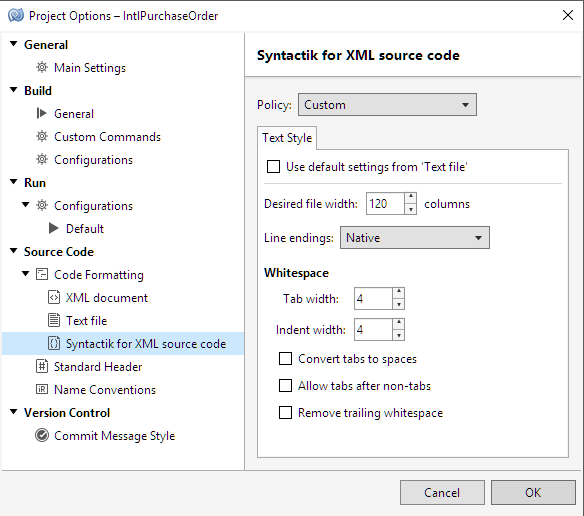 Project Options – IntlPurchaseOrder
General
Main Settings
Build
General
Custom Commands
Configurations
Run
Configurations
Default
Source Code
Code Formatting
XML document
Text file
Syntactik for XML source code
Standard Header
Name Conventions
Version Control
Commit Message Style
Syntactik for XML source code
Policy: Custom
Text Style
Use default settings from 'Text file'
Desired file width: 120 columns
Line endings: Native
Whitespace
Tab width: 4
Indent width: 4
Convert tabs to spaces
Allow tabs after non-tabs
Remove trailing whitespace
Cancel OK